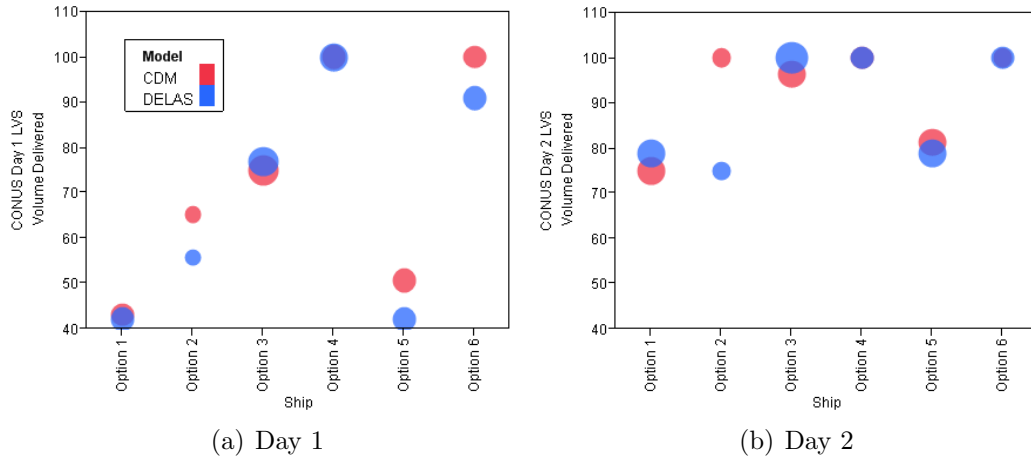 110
100
90
80
70
60
50
40
CONUS Day 1 LVS
Volume Delivered
Model
CDM
DELAS
Option 1
Option 2
Option 3
Option 4
Option 5
Option 6
Ship
(a) Day 1
110
100
90
80
70
60
50
40
CONUS Day 2 LVS
Volume Delivered
Option 1
Option 2
Option 3
Option 4
Option 5
Option 6
Ship
(b) Day 2